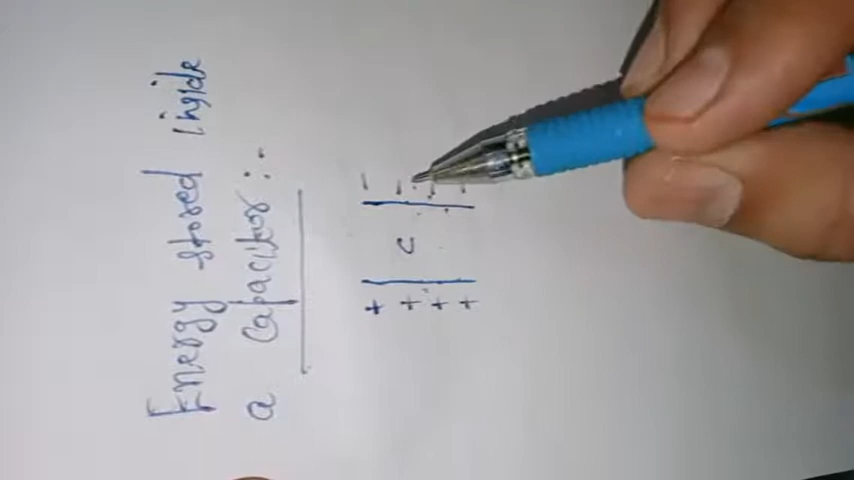 Energy stored inside
a Capacitor :-
- - - -
C
+ + + +